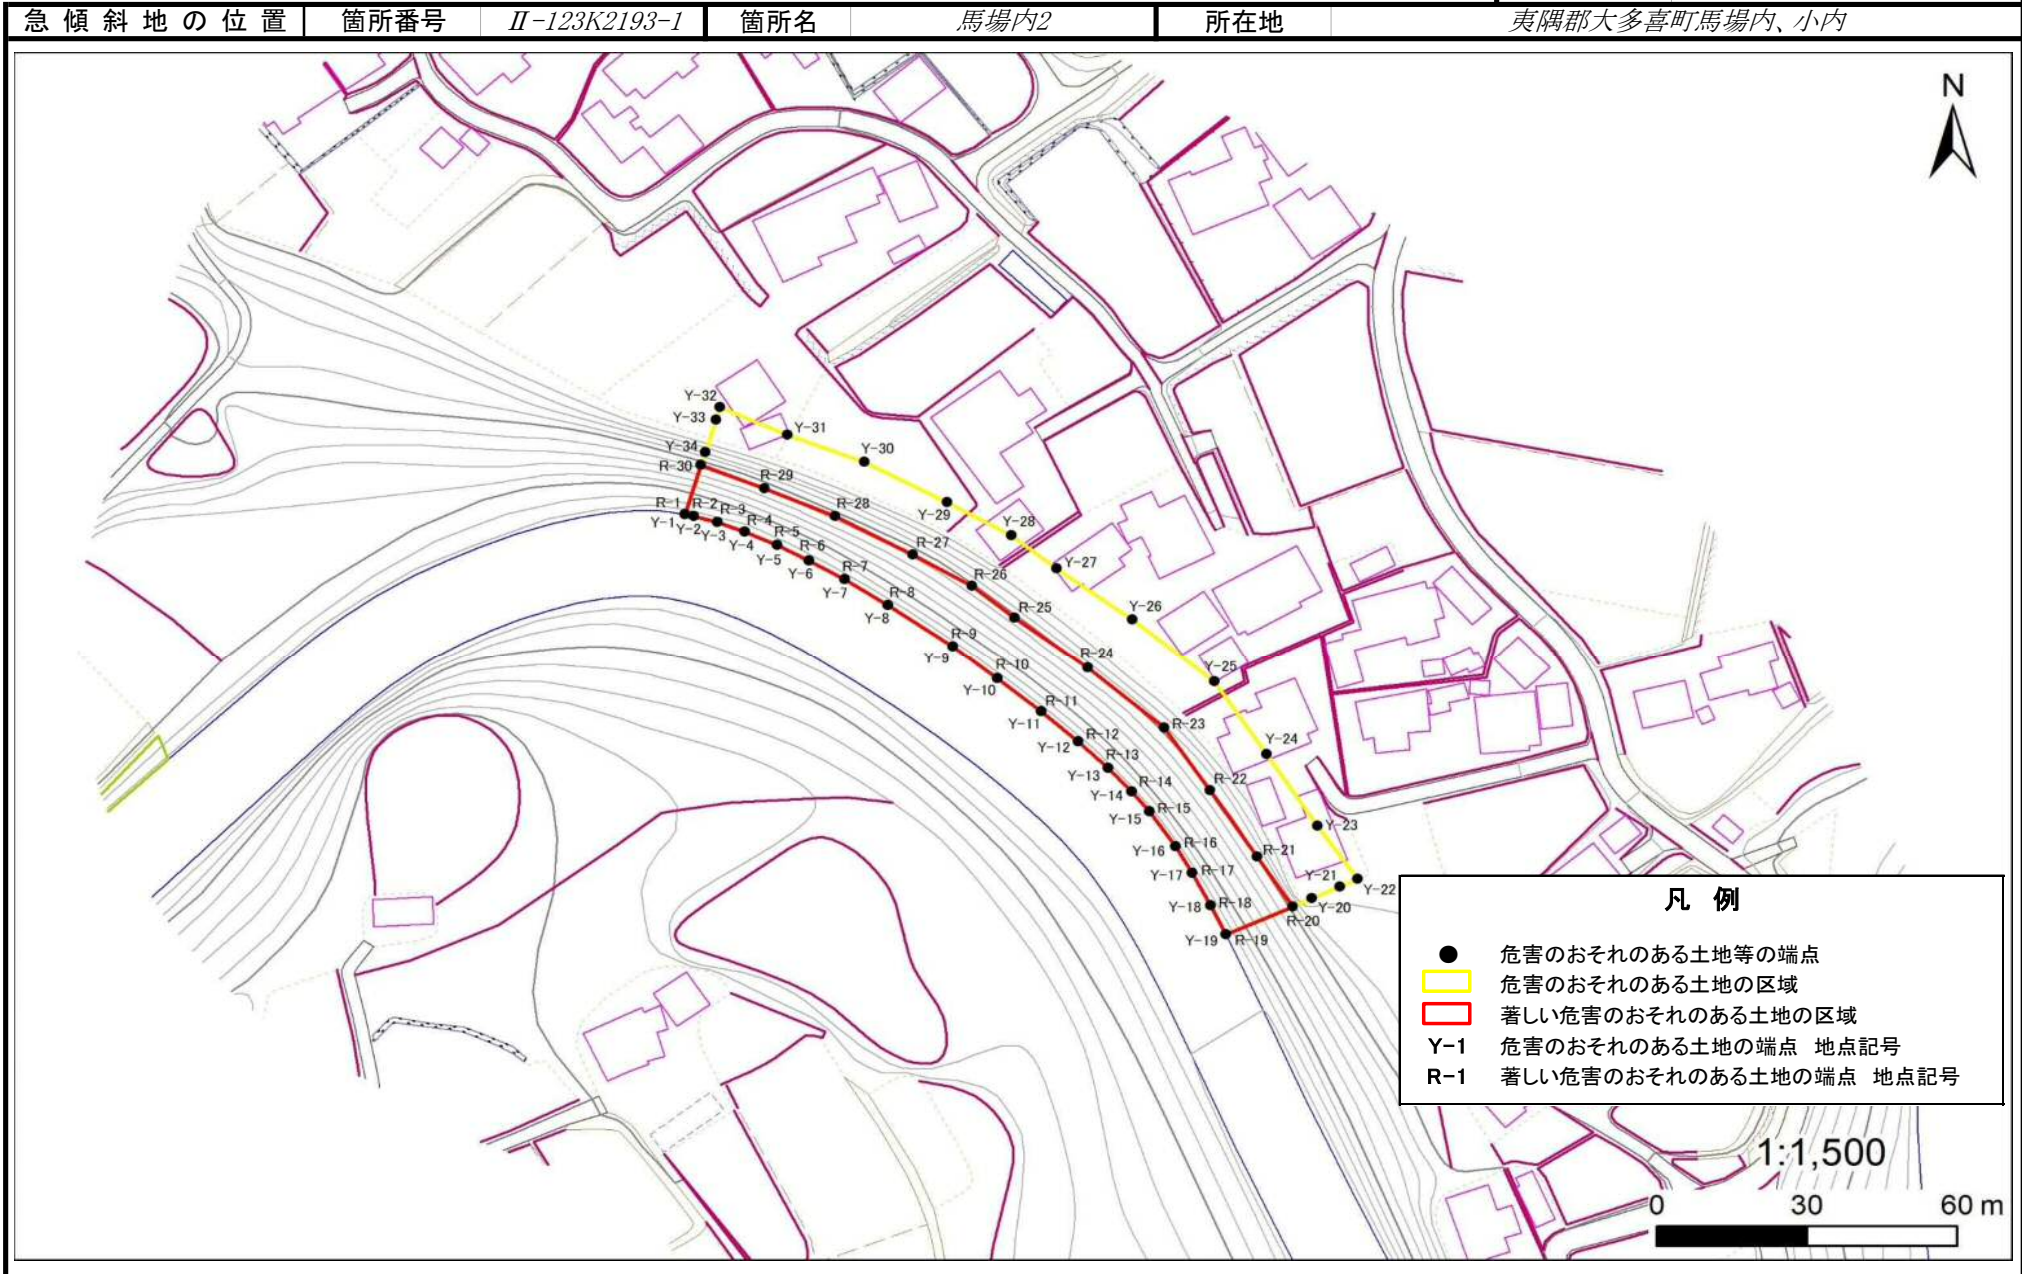 急傾斜地の位置 箇所番号 Ⅱ-123K2193-1 箇所名 馬場内2 所在地 夷隅郡大多喜町馬場内、小内
N
Y-32
Y-33
Y-31
Y-34
Y-30
R-30
R-29
Y-29
R-1
R-2
R-3
R-28
Y-28
Y-1
Y-2
Y-3
R-4
Y-4
R-5
Y-5
R-6
Y-6
R-27
Y-27
R-7
Y-7
R-26
R-8
Y-8
R-25
Y-26
R-9
Y-9
R-24
Y-25
R-10
Y-10
R-11
Y-11
R-23
R-12
Y-12
Y-24
R-13
Y-13
R-14
Y-14
R-22
R-15
Y-15
Y-23
R-16
Y-16
R-21
R-17
Y-17
Y-21
Y-22
R-18
Y-18
Y-20
R-20
Y-19
R-19
凡 例
危害のおそれのある土地等の端点
危害のおそれのある土地の区域
著しい危害のおそれのある土地の区域
Y-1 危害のおそれのある土地の端点 地点記号
R-1 著しい危害のおそれのある土地の端点 地点記号
1:1,500
0 30 60 m